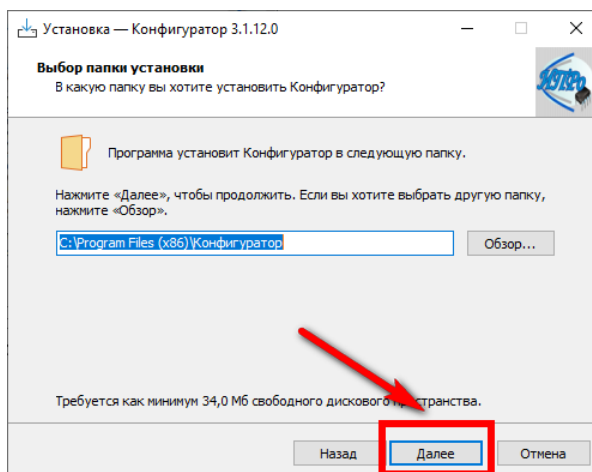 Установка — Конфигуратор 3.1.12.0
Выбор папки установки
В какую папку вы хотите установить Конфигуратор?
Программа установит Конфигуратор в следующую папку.
Нажмите «Далее», чтобы продолжить. Если вы хотите выбрать другую папку,
нажмите «Обзор».
C:\Program Files (x86)\Конфигуратор
Обзор...
Требуется как минимум 34,0 Мб свободного дискового пространства.
Назад
Далее
Отмена